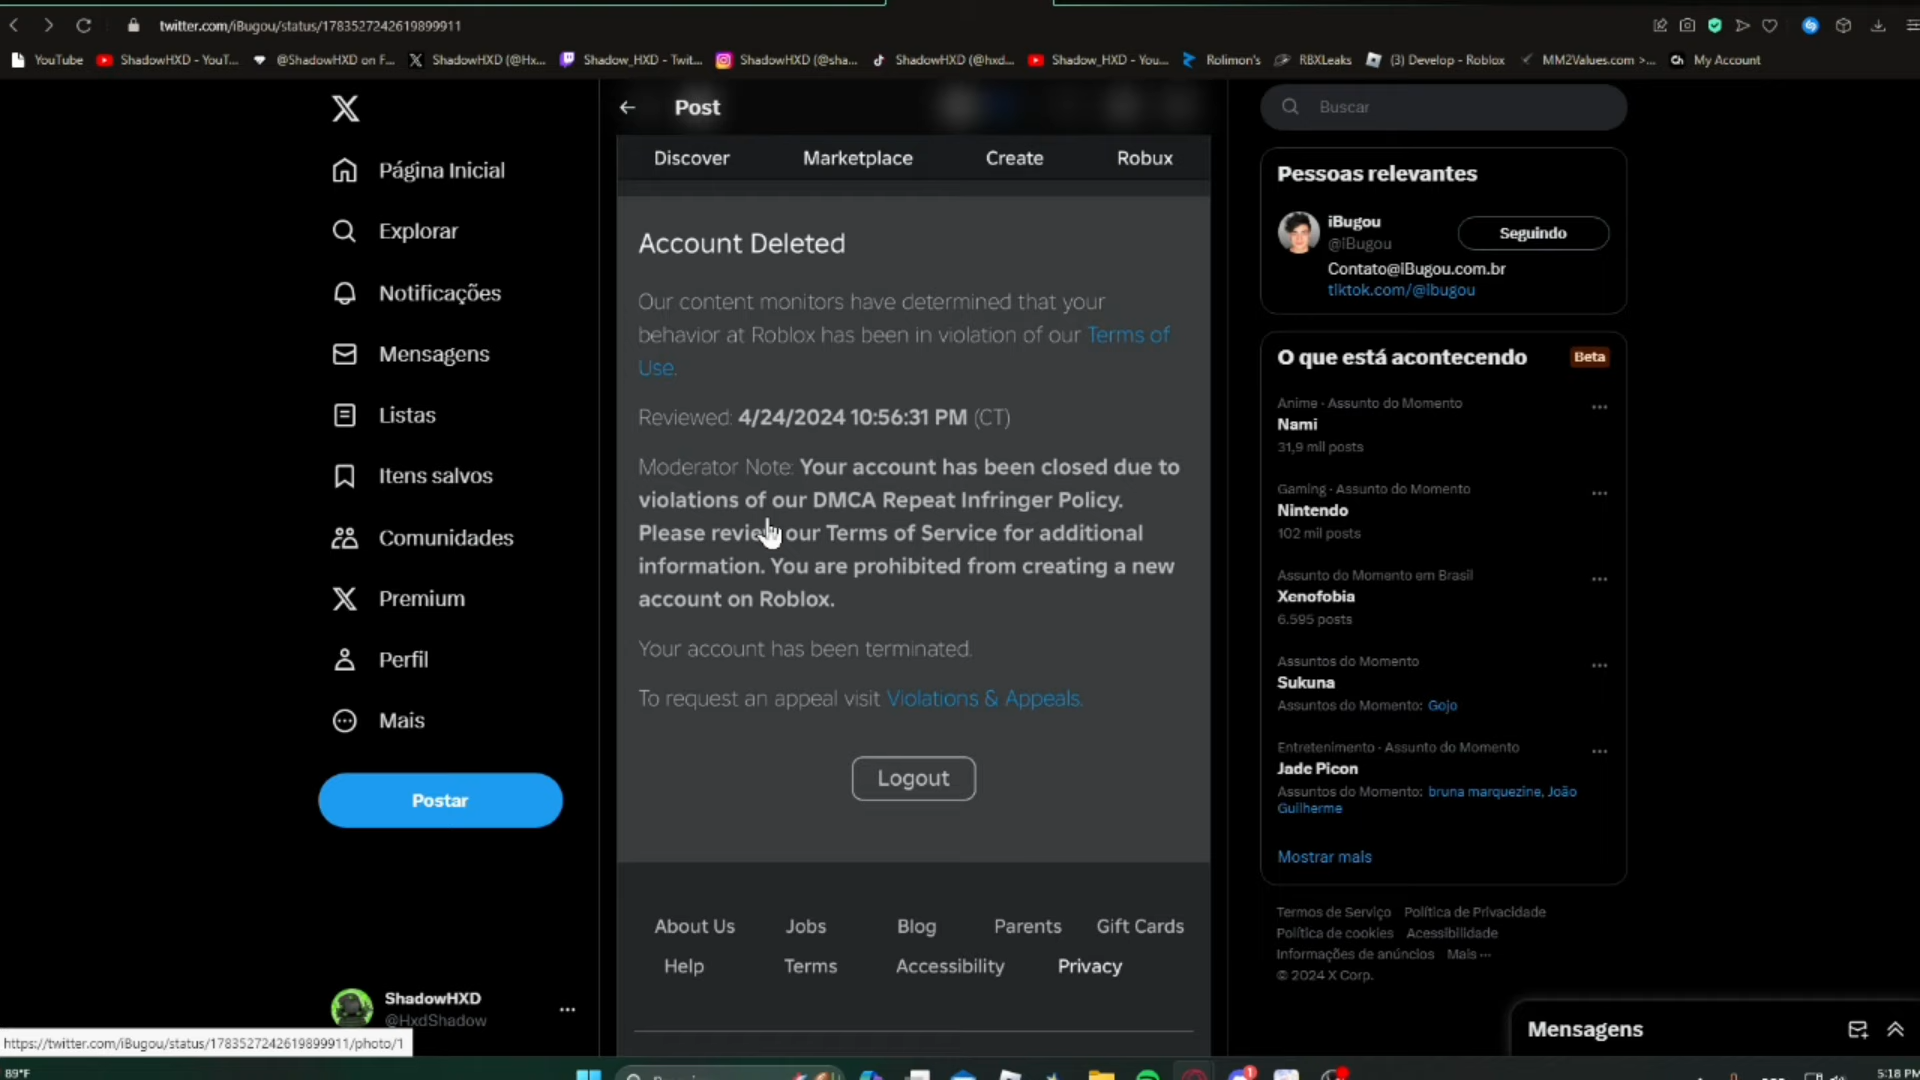 twitter.com/iBugou/status/1783527242619899911
YouTube ShadowHXD - YouT... @ShadowHXD on F... ShadowHXD (@Hx... Shadow_HXD - Twit... ShadowHXD (@sha... ShadowHXD (@hxd... Shadow_HXD - You... Rolimon's RBXLeaks (3) Develop - Roblox MM2Values.com >... My Account
Post
Buscar
Página Inicial
Explorar
Notificações
Mensagens
Listas
Itens salvos
Comunidades
Premium
Perfil
Mais
Postar
ShadowHXD
@HxdShadow
Discover Marketplace Create Robux
Account Deleted
Our content monitors have determined that your
behavior at Roblox has been in violation of our Terms of
Use.
Reviewed: 4/24/2024 10:56:31 PM (CT)
Moderator Note: Your account has been closed due to
violations of our DMCA Repeat Infringer Policy.
Please review our Terms of Service for additional
information. You are prohibited from creating a new
account on Roblox.
Your account has been terminated.
To request an appeal visit Violations & Appeals.
Logout
About Us Jobs Blog Parents Gift Cards
Help Terms Accessibility Privacy
Pessoas relevantes
iBugou
@iBugou
Seguindo
Contato@iBugou.com.br
tiktok.com/@ibugou
O que está acontecendo Beta
Anime · Assunto do Momento
Nami
31,9 mil posts
Gaming · Assunto do Momento
Nintendo
102 mil posts
Assunto do Momento em Brasil
Xenofobia
6.595 posts
Assuntos do Momento
Sukuna
Assuntos do Momento: Gojo
Entretenimento · Assunto do Momento
Jade Picon
Assuntos do Momento: bruna marquezine, João
Guilherme
Mostrar mais
Termos de Serviço Política de Privacidade
Política de cookies Acessibilidade
Informações de anúncios Mais ···
© 2024 X Corp.
Mensagens
https://twitter.com/iBugou/status/1783527242619899911/photo/1
89°F
5:18 PM